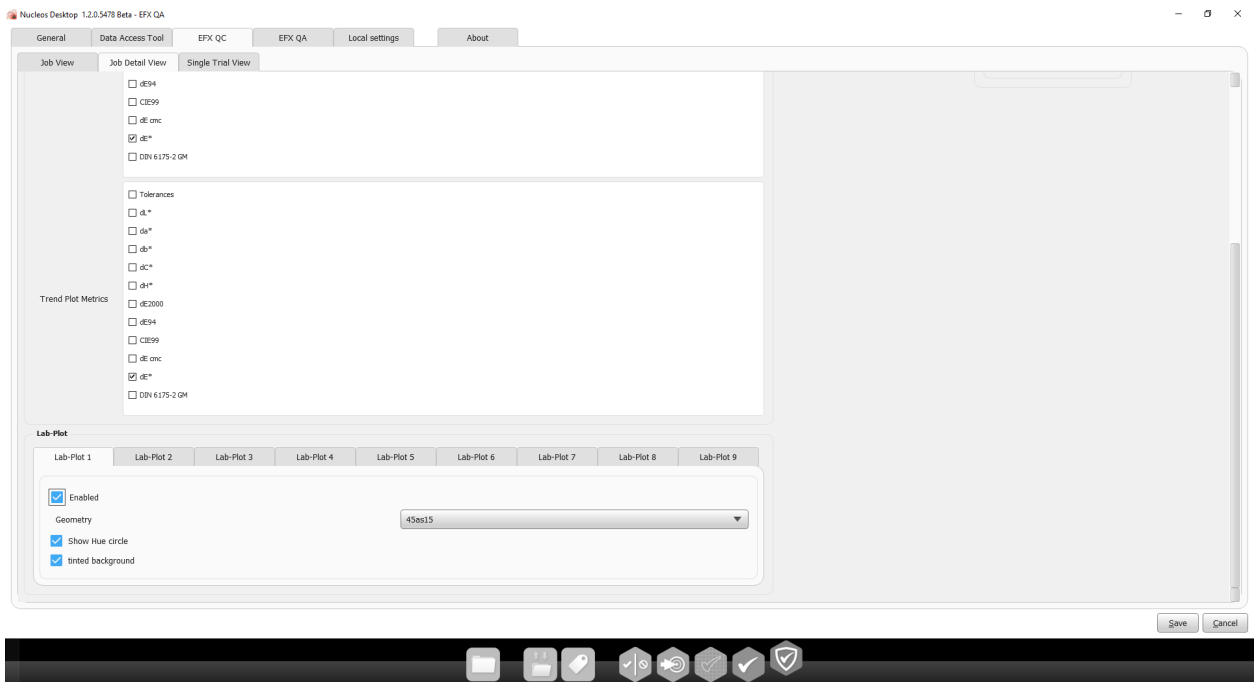 Nucleos Desktop 1.2.0.5478 Beta - EFX QA
General Data Access Tool EFX QC EFX QA Local settings About
Job View Job Detail View Single Trial View
dE94
CIE99
dE cmc
dE*
DIN 6175-2 GM
Tolerances
dL*
da*
db*
dC*
dH*
Trend Plot Metrics
dE2000
dE94
CIE99
dE cmc
dE*
DIN 6175-2 GM
Lab-Plot
Lab-Plot 1 Lab-Plot 2 Lab-Plot 3 Lab-Plot 4 Lab-Plot 5 Lab-Plot 6 Lab-Plot 7 Lab-Plot 8 Lab-Plot 9
Enabled
Geometry 45as15
Show Hue circle
tinted background
Save Cancel